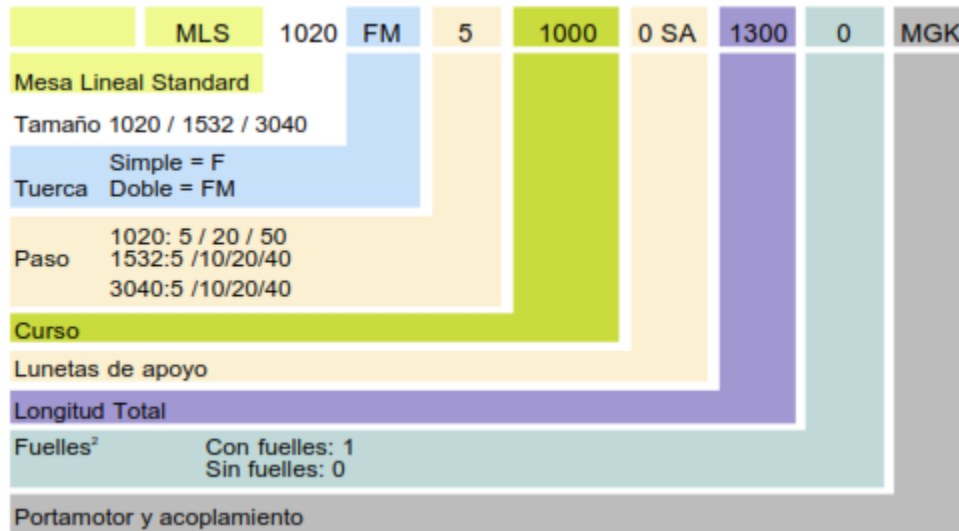 MLS 1020 FM 5 1000 0 SA 1300 0 MGK
Mesa Lineal Standard
Tamaño 1020 / 1532 / 3040
Simple = F
Tuerca Doble = FM
1020: 5 / 20 / 50
Paso 1532:5 /10/20/40
3040:5 /10/20/40
Curso
Lunetas de apoyo
Longitud Total
Fuelles² Con fuelles: 1
Sin fuelles: 0
Portamotor y acoplamiento